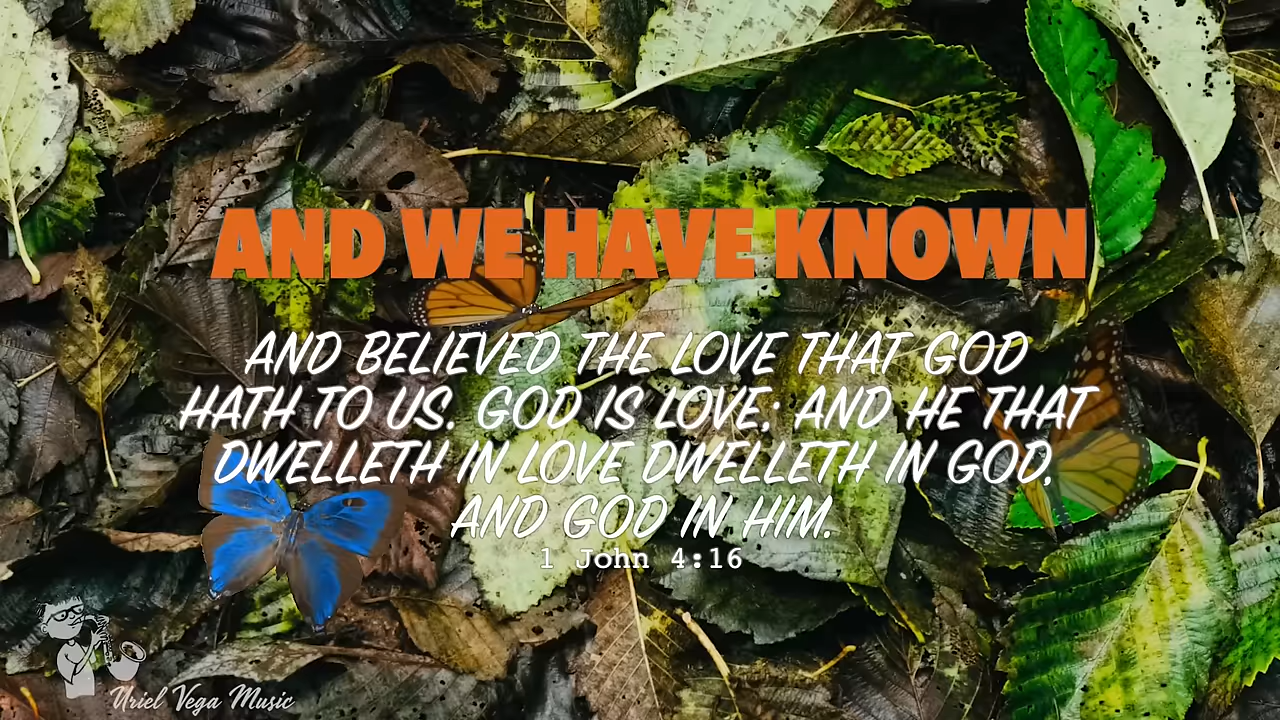 AND WE HAVE KNOWN
AND BELIEVED THE LOVE THAT GOD
HATH TO US. GOD IS LOVE; AND HE THAT
DWELLETH IN LOVE DWELLETH IN GOD,
AND GOD IN HIM.
1 John 4:16
Uriel Vega Music